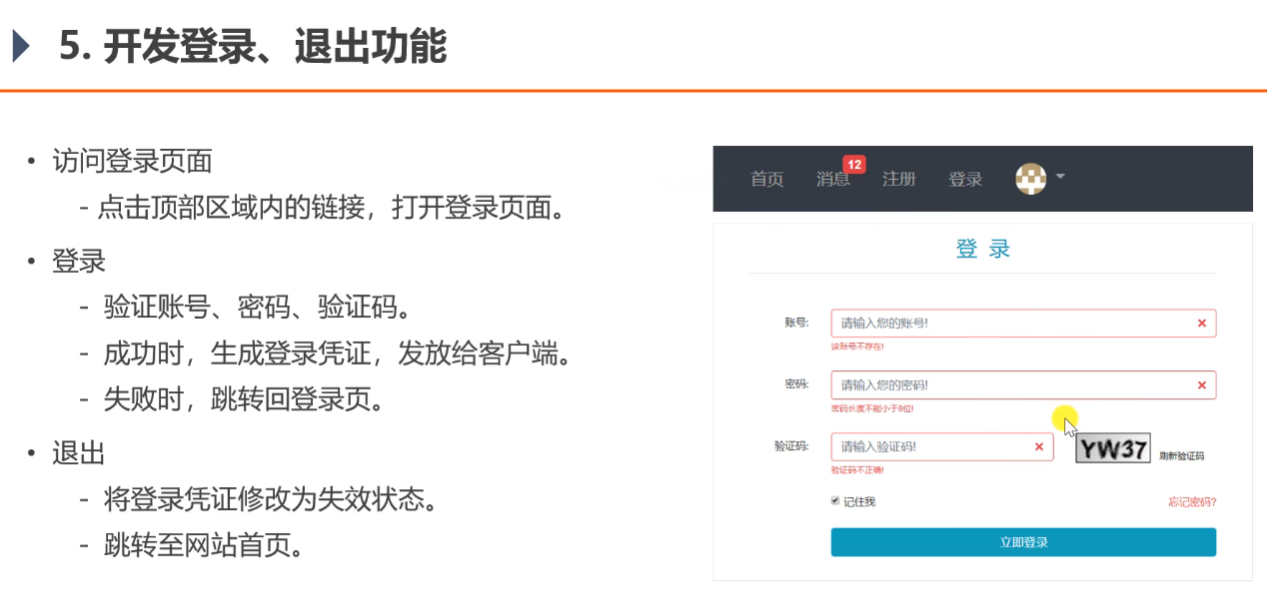 5. 开发登录、退出功能
• 访问登录页面
- 点击顶部区域内的链接，打开登录页面。
• 登录
- 验证账号、密码、验证码。
- 成功时，生成登录凭证，发放给客户端。
- 失败时，跳转回登录页。
• 退出
- 将登录凭证修改为失效状态。
- 跳转至网站首页。
首页 消息 12 注册 登录
登 录
账号: 请输入您的账号!
该账号不存在!
密码: 请输入您的密码!
密码长度不能小于8位!
验证码: 请输入验证码! YW37 刷新验证码
验证码不正确!
记住我 忘记密码?
立即登录